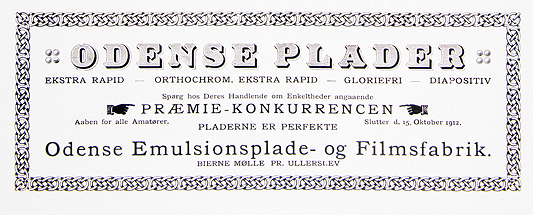 ODENSE PLADER
EKSTRA RAPID — ORTHOCHROM. EKSTRA RAPID — GLORIEFRI — DIAPOSITIV
Spørg hos Deres Handlende om Enkeltheder angaaende
PRÆMIE-KONKURRENCEN
Aaben for alle Amatører. Slutter d. 15. Oktober 1912.
PLADERNE ER PERFEKTE
Odense Emulsionsplade- og Filmsfabrik.
BIERNE MØLLE PR. ULLERSLEV